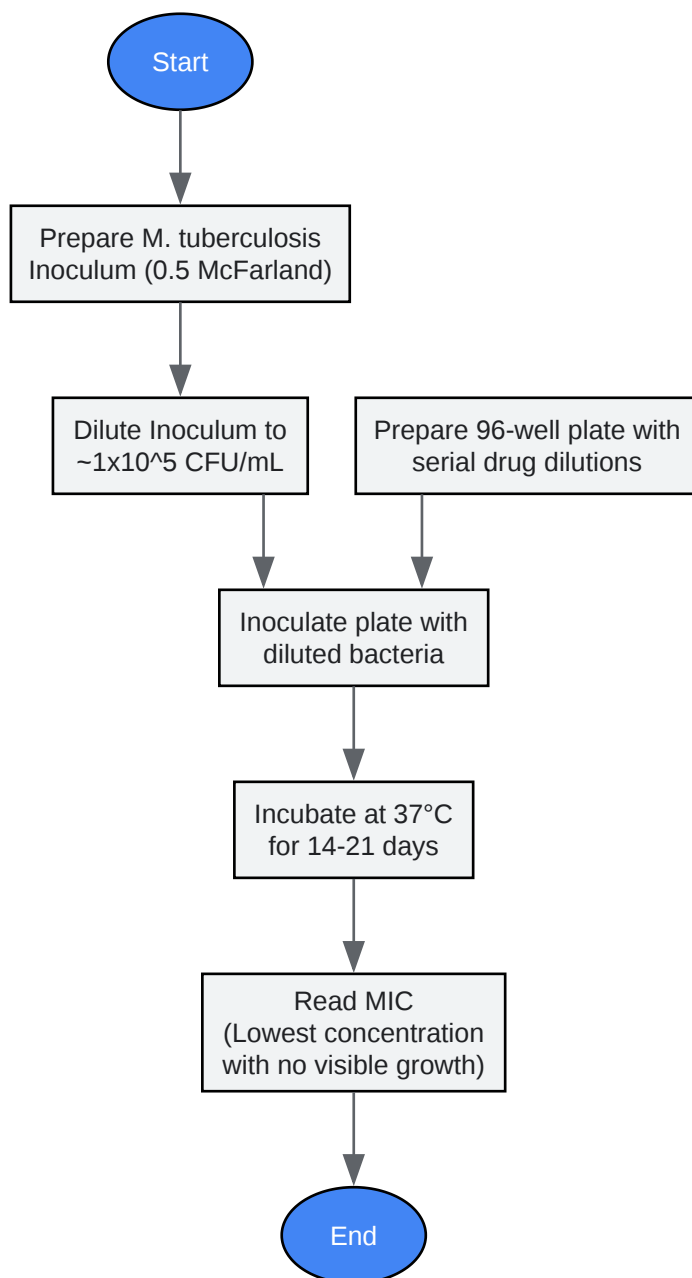 Start
Prepare M. tuberculosis
Inoculum (0.5 McFarland)
Dilute Inoculum to
~1x10^5 CFU/mL
Prepare 96-well plate with
serial drug dilutions
Inoculate plate with
diluted bacteria
Incubate at 37°C
for 14-21 days
Read MIC
(Lowest concentration
with no visible growth)
End